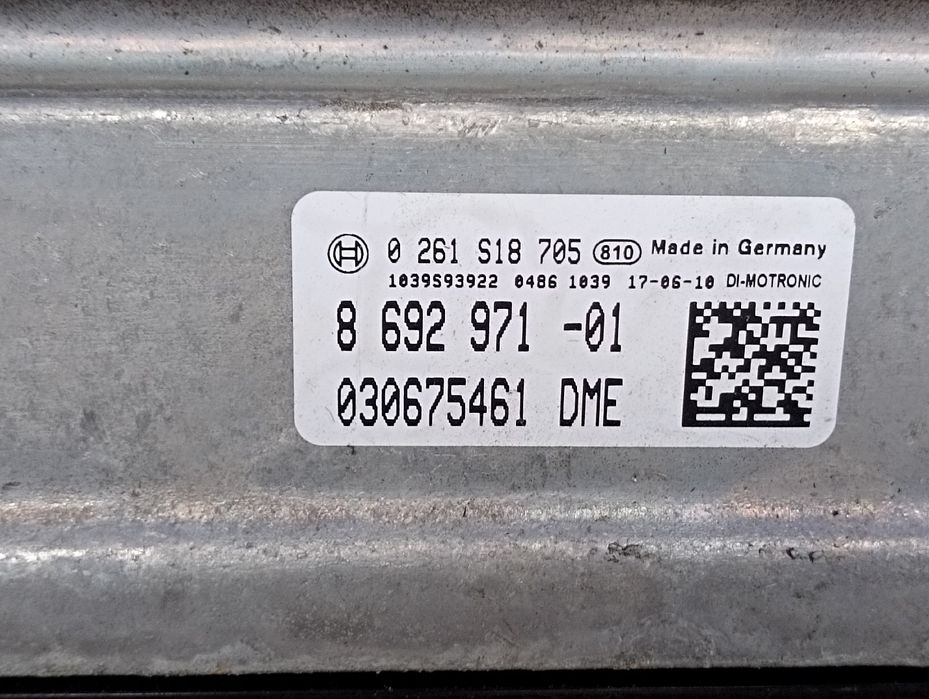 0 261 S18 705 810 Made in Germany
1039S93922 0486 1039 17-06-10 DI-MOTRONIC
8 692 971 -01
030675461 DME